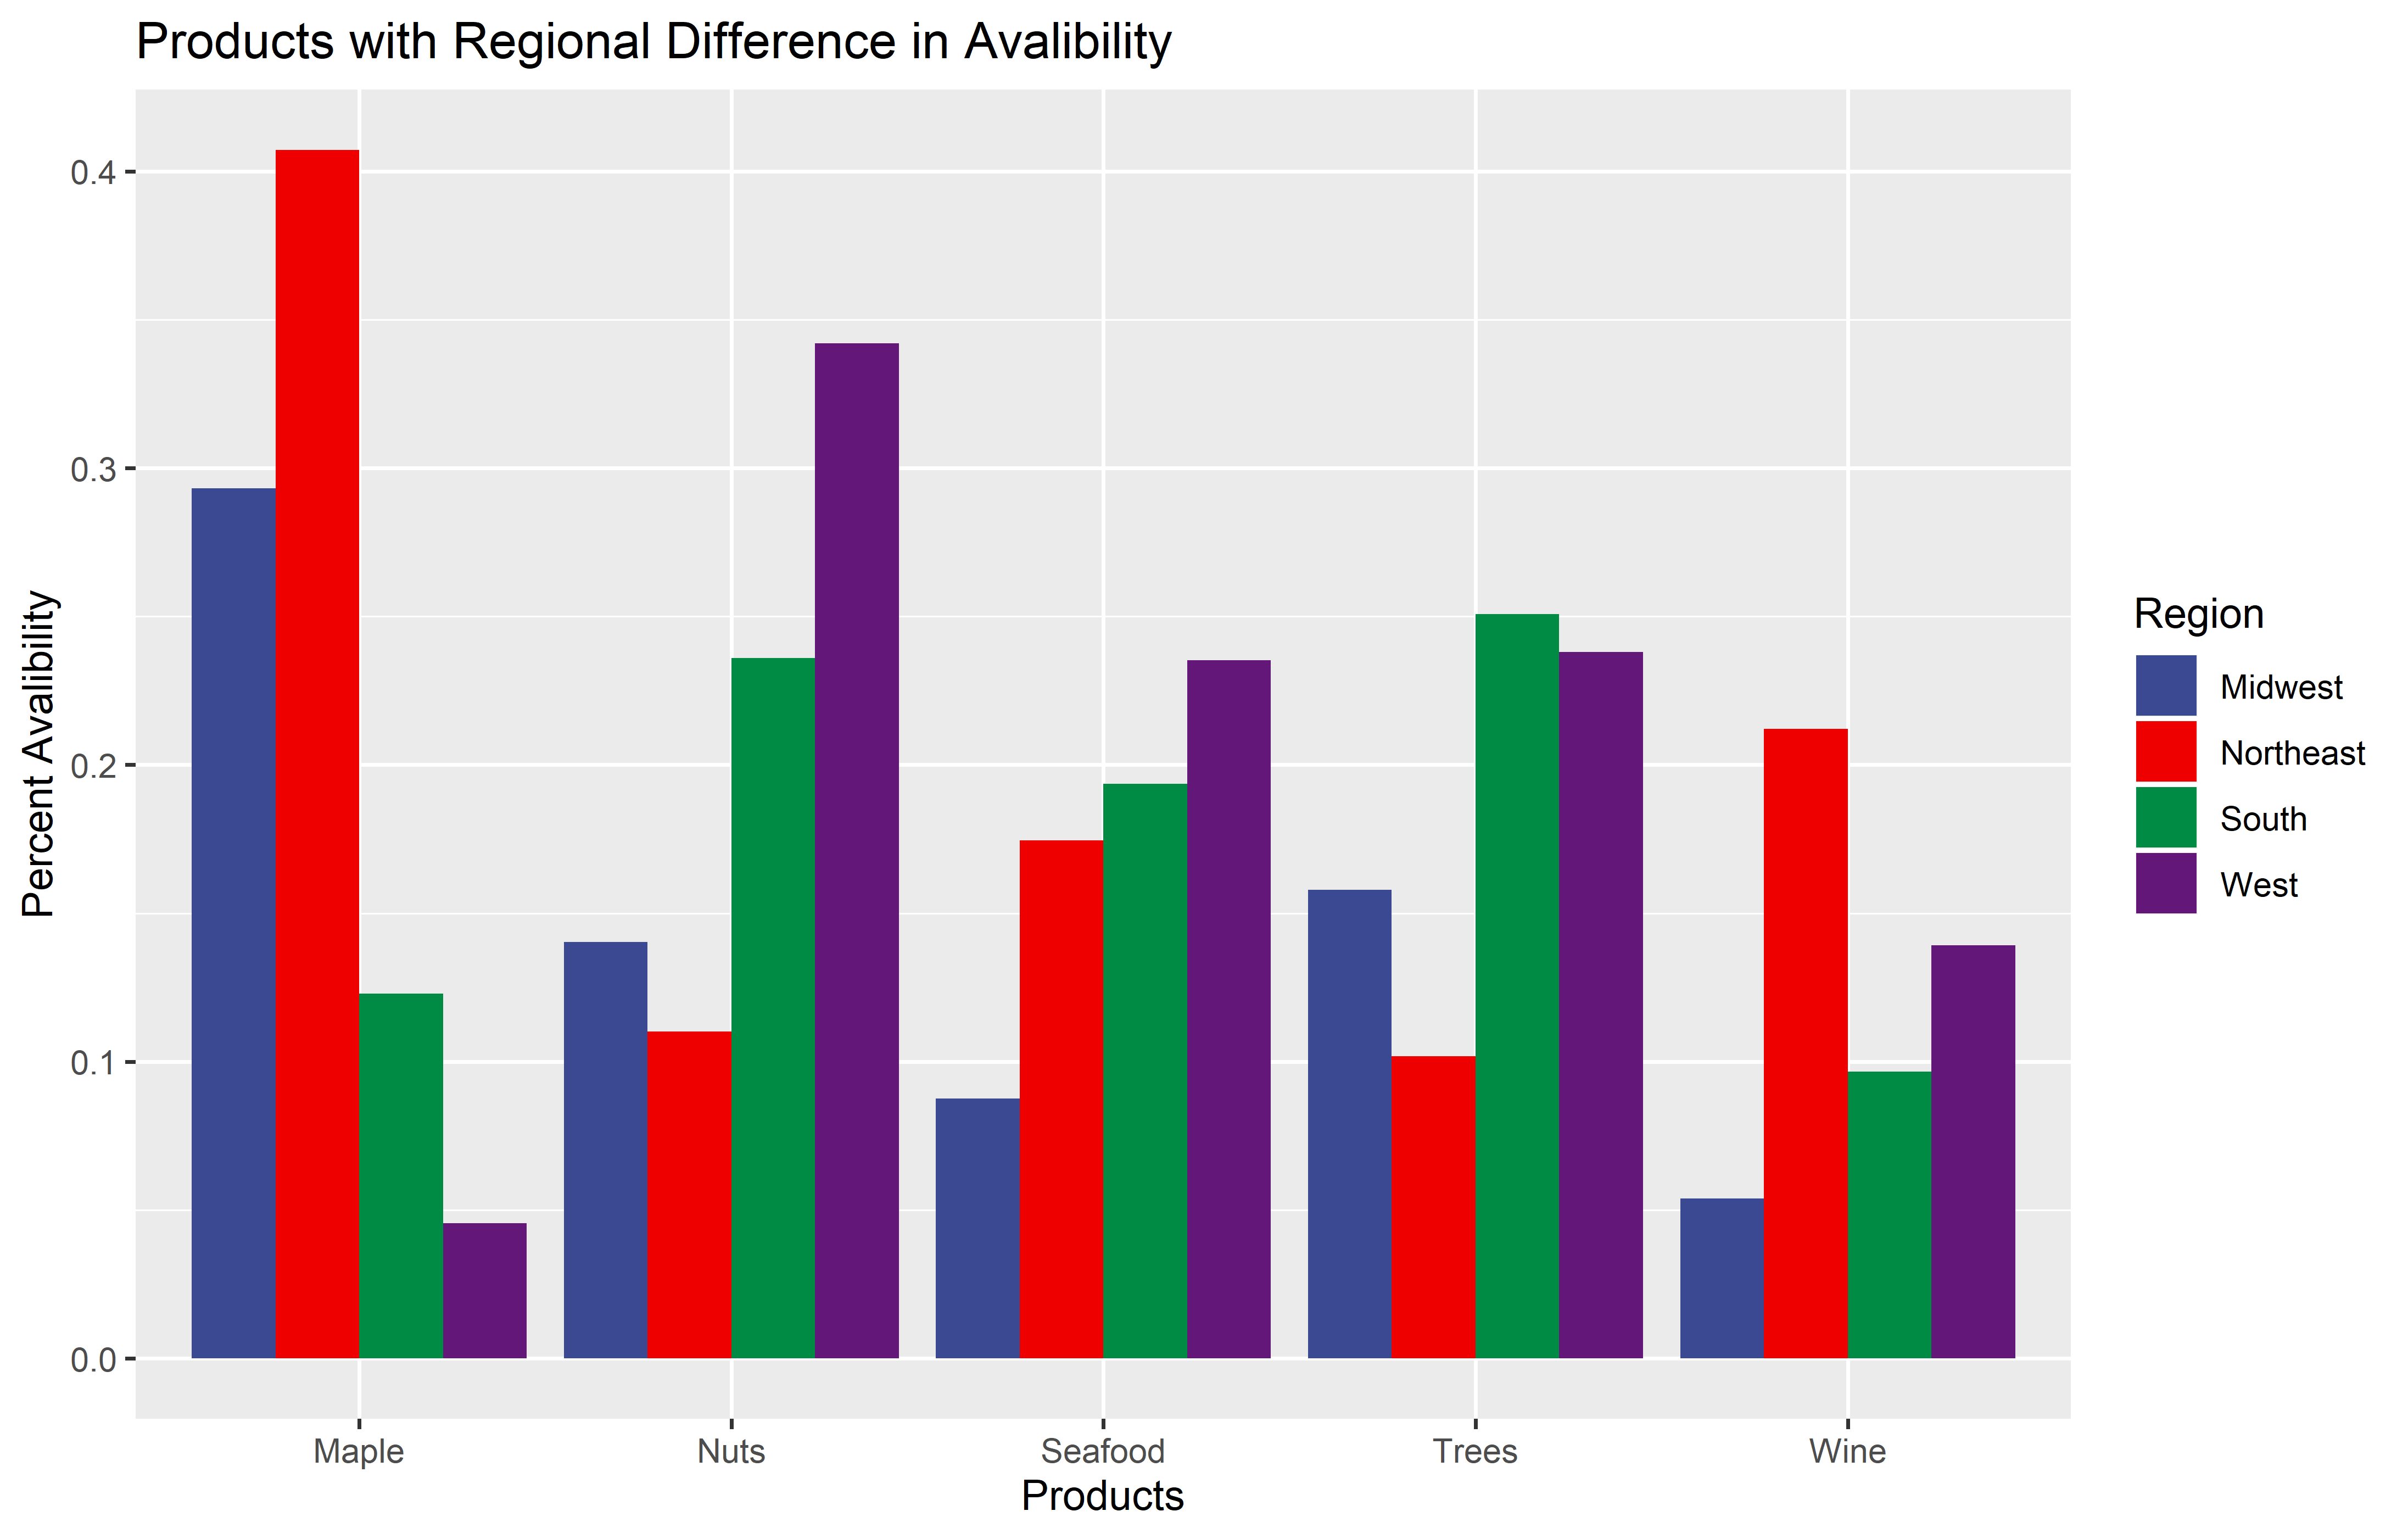 Products with Regional Difference in Avalibility
Percent Avalibility
0.4
0.3
0.2
0.1
0.0
Maple
Nuts
Seafood
Trees
Wine
Products
Region
Midwest
Northeast
South
West